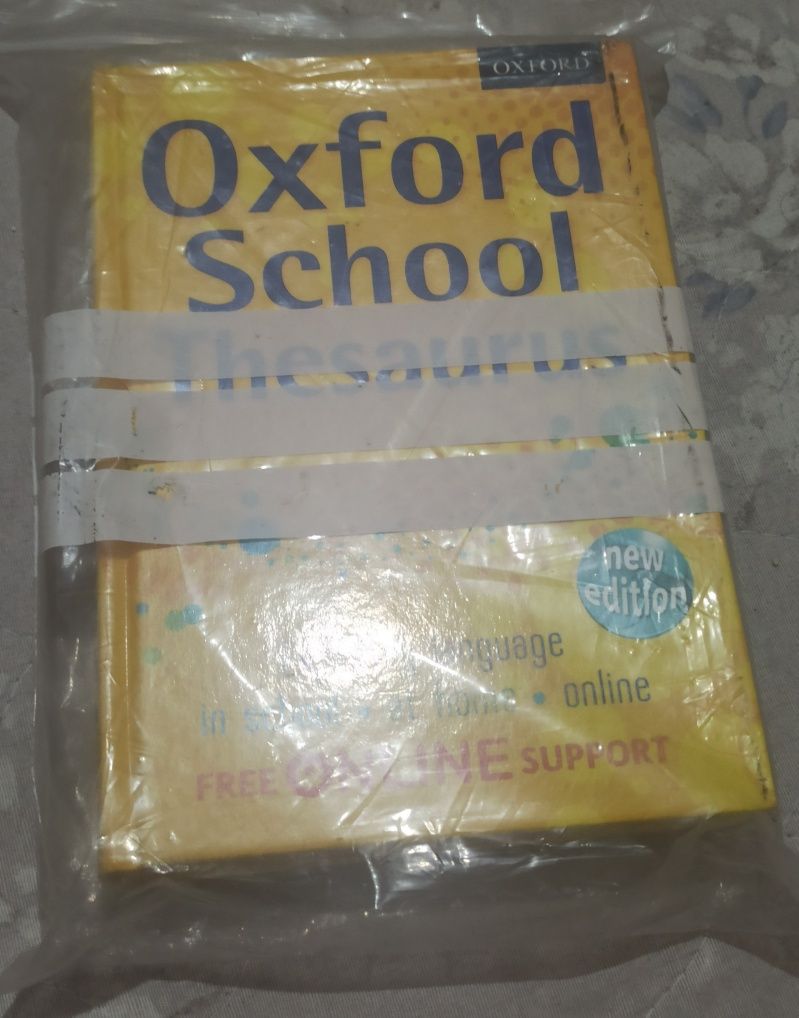 OXFORD
Oxford
School
Thesaurus
new
edition
language
in school • at home • online
FREE ONLINE SUPPORT